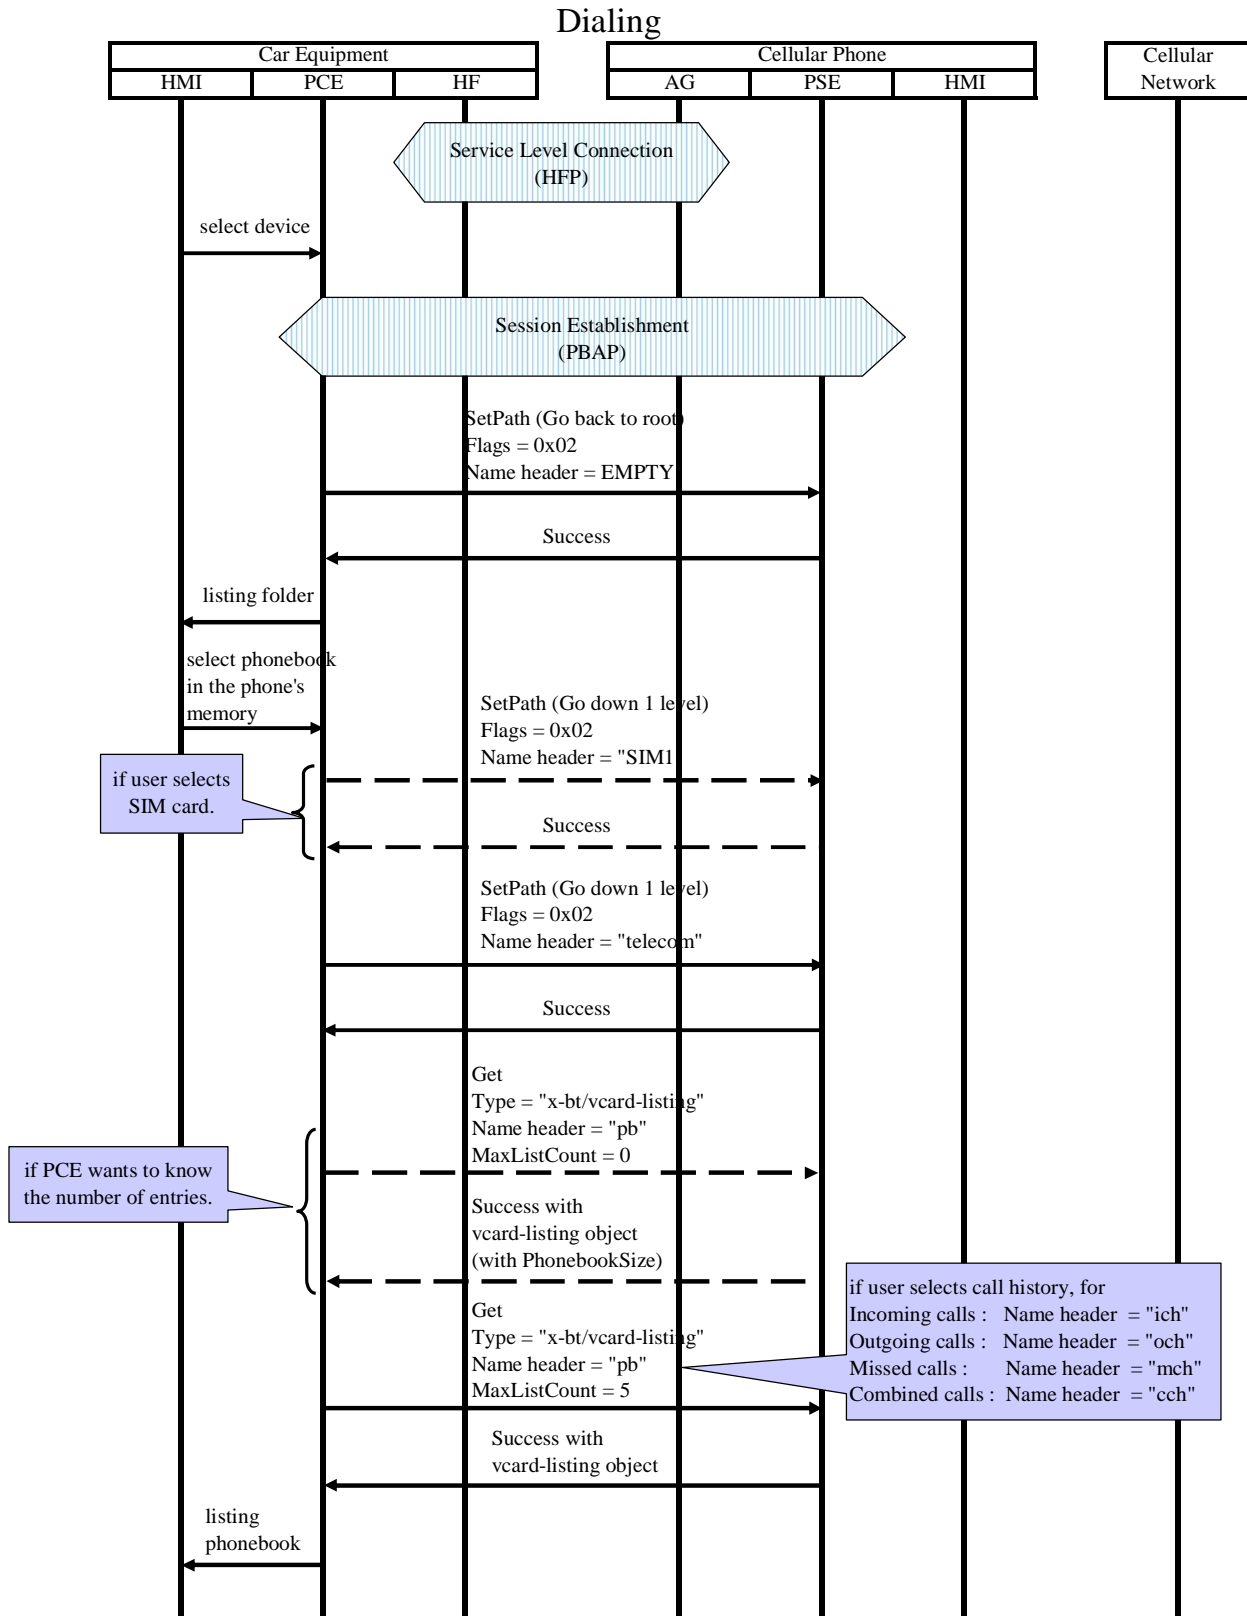 Dialing
Car Equipment
Cellular Phone
Cellular
Network
HMI
PCE
HF
AG
PSE
HMI
Service Level Connection
(HFP)
select device
Session Establishment
(PBAP)
SetPath (Go back to root)
Flags = 0x02
Name header = EMPTY
Success
listing folder
select phonebook
in the phone's
memory
SetPath (Go down 1 level)
Flags = 0x02
Name header = "SIM1
if user selects
SIM card.
Success
SetPath (Go down 1 level)
Flags = 0x02
Name header = "telecom"
Success
Get
Type = "x-bt/vcard-listing"
Name header = "pb"
MaxListCount = 0
if PCE wants to know
the number of entries.
Success with
vcard-listing object
(with PhonebookSize)
Get
Type = "x-bt/vcard-listing"
Name header = "pb"
MaxListCount = 5
if user selects call history, for
Incoming calls : Name header = "ich"
Outgoing calls : Name header = "och"
Missed calls : Name header = "mch"
Combined calls : Name header = "cch"
Success with
vcard-listing object
listing
phonebook